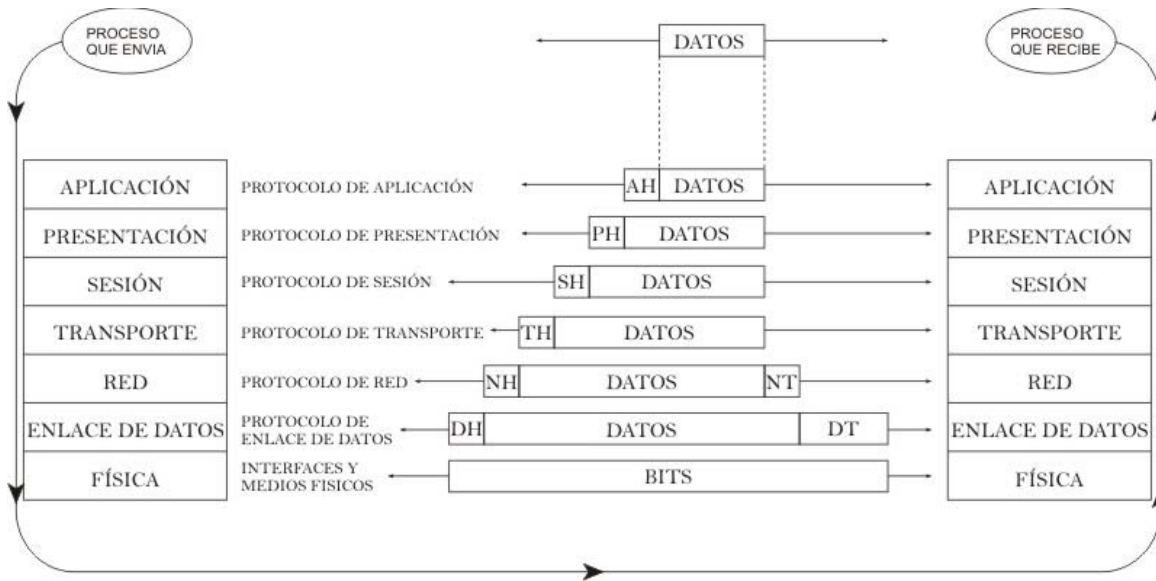 PROCESO
QUE ENVIA
DATOS
PROCESO
QUE RECIBE
APLICACIÓN
PROTOCOLO DE APLICACIÓN
AH
DATOS
APLICACIÓN
PRESENTACIÓN
PROTOCOLO DE PRESENTACIÓN
PH
DATOS
PRESENTACIÓN
SESIÓN
PROTOCOLO DE SESIÓN
SH
DATOS
SESIÓN
TRANSPORTE
PROTOCOLO DE TRANSPORTE
TH
DATOS
TRANSPORTE
RED
PROTOCOLO DE RED
NH
DATOS
NT
RED
ENLACE DE DATOS
PROTOCOLO DE
ENLACE DE DATOS
DH
DATOS
DT
ENLACE DE DATOS
FÍSICA
INTERFACES Y
MEDIOS FISICOS
BITS
FÍSICA